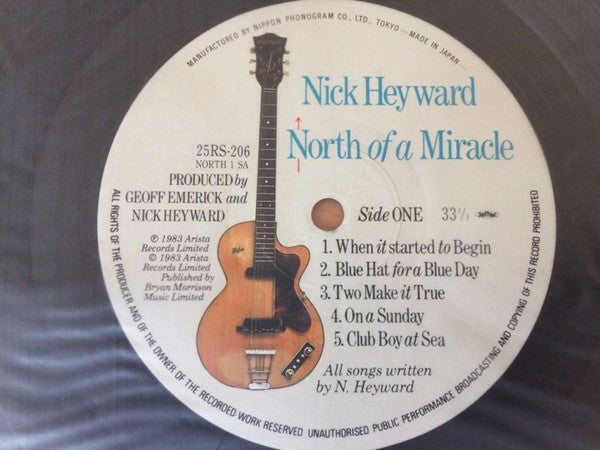 MANUFACTURED BY NIPPON PHONOGRAM CO., LTD., TOKYO – MADE IN JAPAN –
Nick Heyward
North of a Miracle
25RS-206
NORTH 1 SA
PRODUCED by
GEOFF EMERICK and
NICK HEYWARD
℗ 1983 Arista
Records Limited
© 1983 Arista
Records Limited
Published by
Bryan Morrison
Music Limited
Side ONE 33⅓
1. When it started to Begin
2. Blue Hat for a Blue Day
3. Two Make it True
4. On a Sunday
5. Club Boy at Sea
All songs written
by N. Heyward
ALL RIGHTS OF THE PRODUCER AND OF THE OWNER OF THE RECORDED WORK RESERVED UNAUTHORISED PUBLIC PERFORMANCE BROADCASTING AND COPYING OF THIS RECORD PROHIBITED